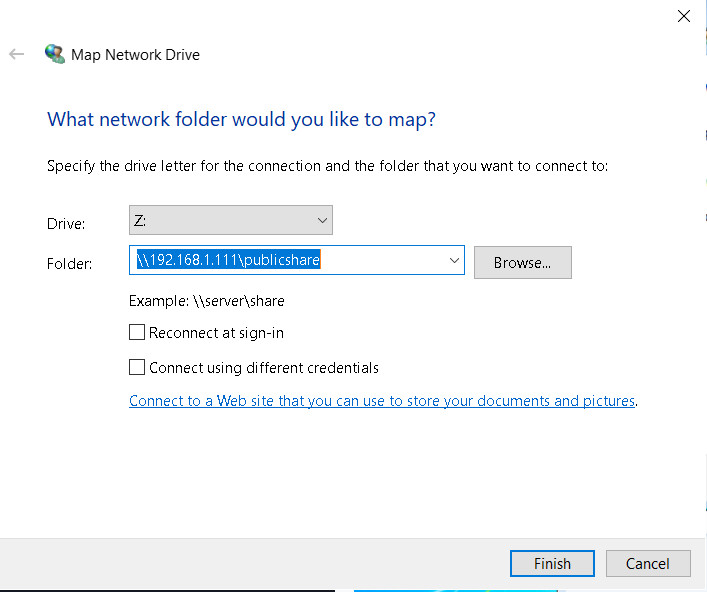 Map Network Drive
What network folder would you like to map?
Specify the drive letter for the connection and the folder that you want to connect to:
Drive: Z:
Folder: \\192.168.1.111\publicshare Browse...
Example: \\server\share
Reconnect at sign-in
Connect using different credentials
Connect to a Web site that you can use to store your documents and pictures.
Finish Cancel